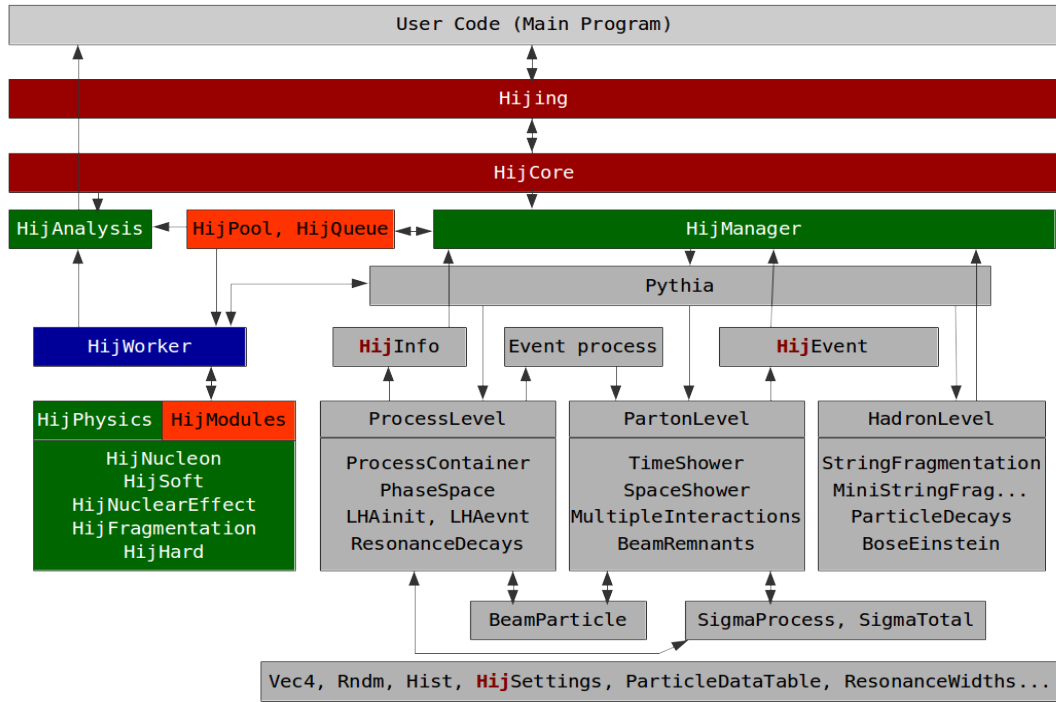 User Code (Main Program)
Hijing
HijCore
HijAnalysis
HijPool, HijQueue
HijManager
Pythia
HijWorker
HijInfo
Event process
HijEvent
HijPhysics
HijModules
HijNucleon
HijSoft
HijNuclearEffect
HijFragmentation
HijHard
ProcessLevel
ProcessContainer
PhaseSpace
LHAinit, LHAevnt
ResonanceDecays
PartonLevel
TimeShower
SpaceShower
MultipleInteractions
BeamRemnants
HadronLevel
StringFragmentation
MiniStringFrag...
ParticleDecays
BoseEinstein
BeamParticle
SigmaProcess, SigmaTotal
Vec4, Rndm, Hist, HijSettings, ParticleDataTable, ResonanceWidths...